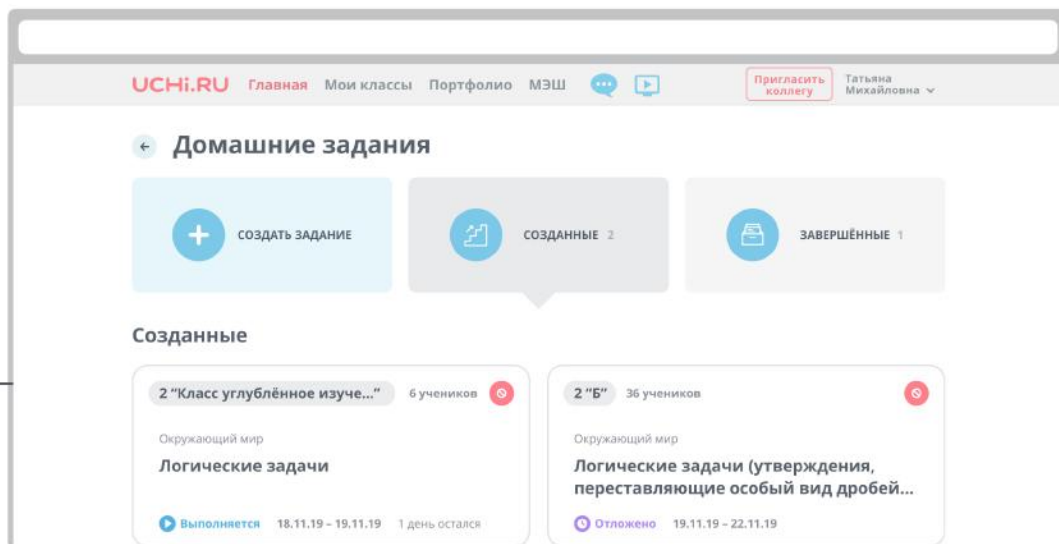 UCHi.RU Главная Мои классы Портфолио МЭШ
Пригласить
коллегу
Татьяна
Михайловна
Домашние задания
СОЗДАТЬ ЗАДАНИЕ
СОЗДАННЫЕ 2
ЗАВЕРШЁННЫЕ 1
Созданные
2 “Класс углублённое изуче...” 6 учеников
Окружающий мир
Логические задачи
Выполняется 18.11.19 – 19.11.19 1 день остался
2 “Б” 36 учеников
Окружающий мир
Логические задачи (утверждения,
переставляющие особый вид дробей...
Отложено 19.11.19 – 22.11.19